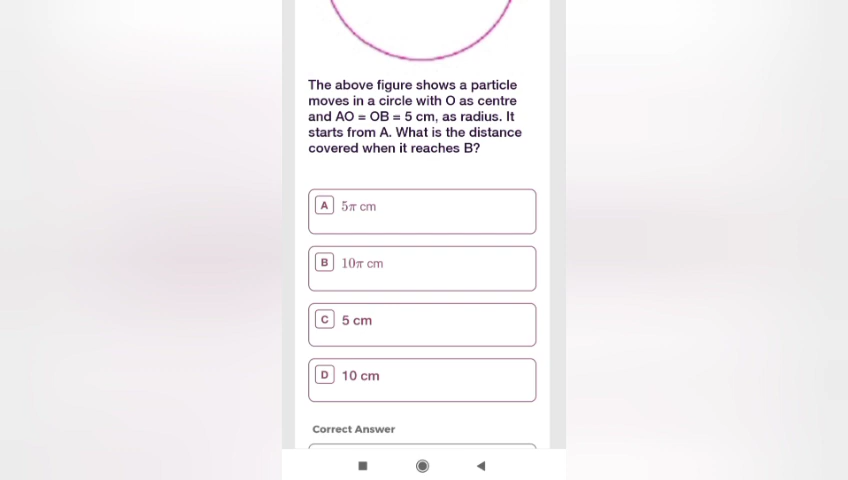 The above figure shows a particle
moves in a circle with O as centre
and AO = OB = 5 cm, as radius. It
starts from A. What is the distance
covered when it reaches B?
A 5π cm
B 10π cm
C 5 cm
D 10 cm
Correct Answer